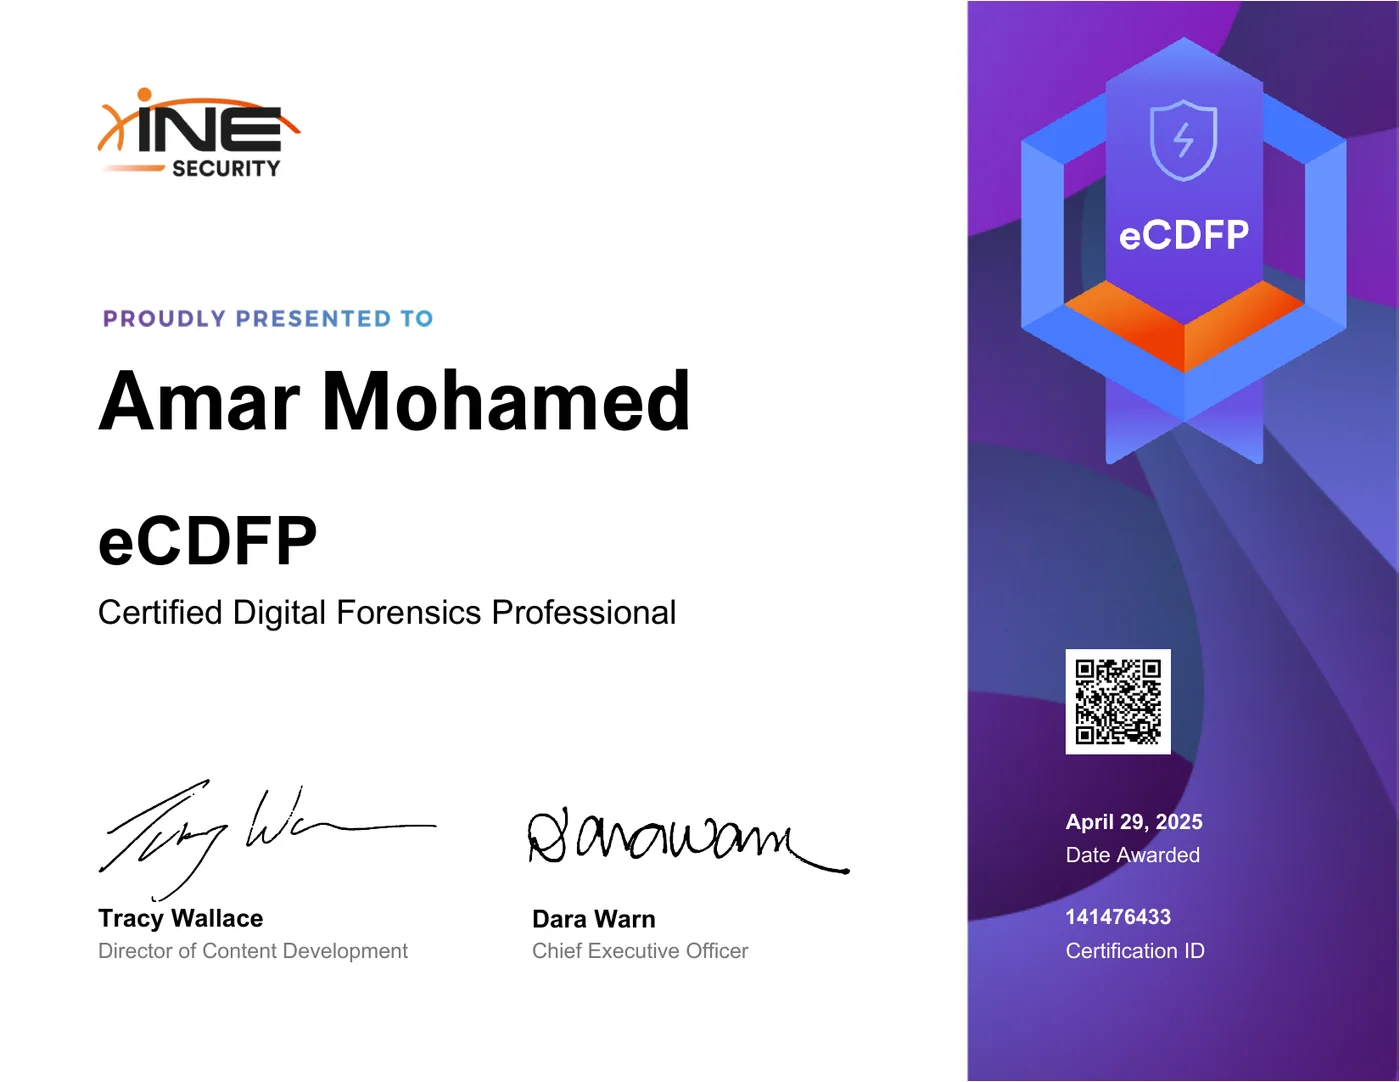 INE
SECURITY
eCDFP
PROUDLY PRESENTED TO
Amar Mohamed
eCDFP
Certified Digital Forensics Professional
Tracy Wallace
Director of Content Development
Dara Warn
Chief Executive Officer
April 29, 2025
Date Awarded
141476433
Certification ID